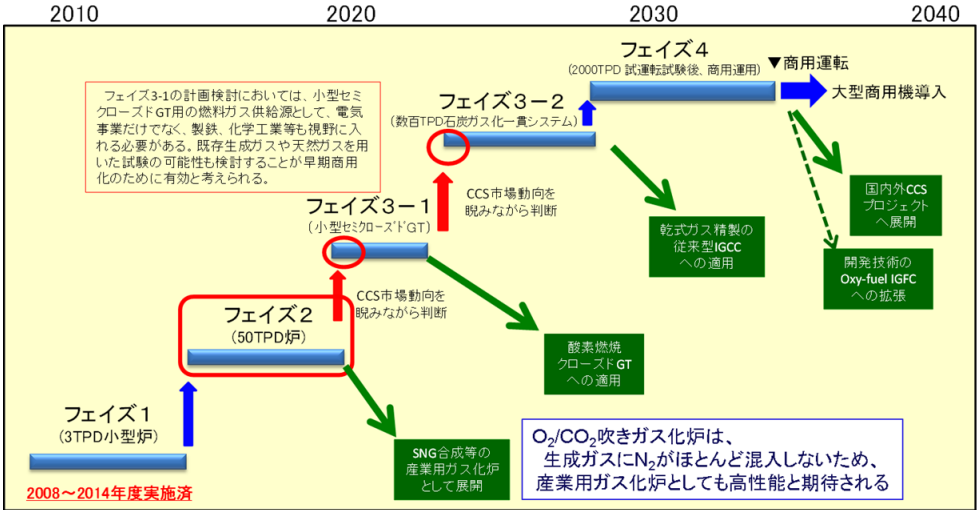 2010
2020
2030
2040
フェイズ4
(2000TPD 試運転試験後、商用運用)
▼商用運転
大型商用機導入
フェイズ3-1の計画検討においては、小型セミ
クローズドGT用の燃料ガス供給源として、電気
事業だけでなく、製鉄、化学工業等も視野に入
れる必要がある。既存生成ガスや天然ガスを用
いた試験の可能性も検討することが早期商用
化のために有効と考えられる。
フェイズ3-2
(数百TPD石炭ガス化一貫システム)
CCS市場動向を
睨みながら判断
フェイズ3-1
(小型セミクローズドGT)
国内外CCS
プロジェクト
へ展開
乾式ガス精製の
従来型IGCC
への適用
開発技術の
Oxy-fuel IGFC
への拡張
CCS市場動向を
睨みながら判断
フェイズ2
(50TPD炉)
酸素燃焼
クローズドGT
への適用
フェイズ1
(3TPD小型炉)
SNG合成等の
産業用ガス化炉
として展開
O2/CO2吹きガス化炉は、
生成ガスにN2がほとんど混入しないため、
産業用ガス化炉としても高性能と期待される
2008～2014年度実施済